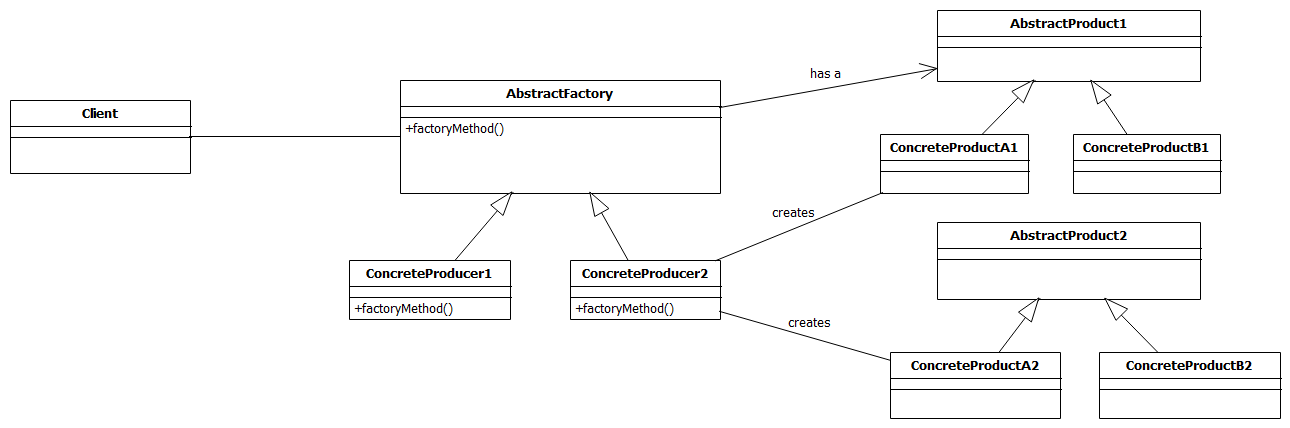 AbstractProduct1
has a
AbstractFactory
+factoryMethod()
Client
ConcreteProductA1
ConcreteProductB1
creates
AbstractProduct2
ConcreteProducer1
+factoryMethod()
ConcreteProducer2
+factoryMethod()
creates
ConcreteProductA2
ConcreteProductB2